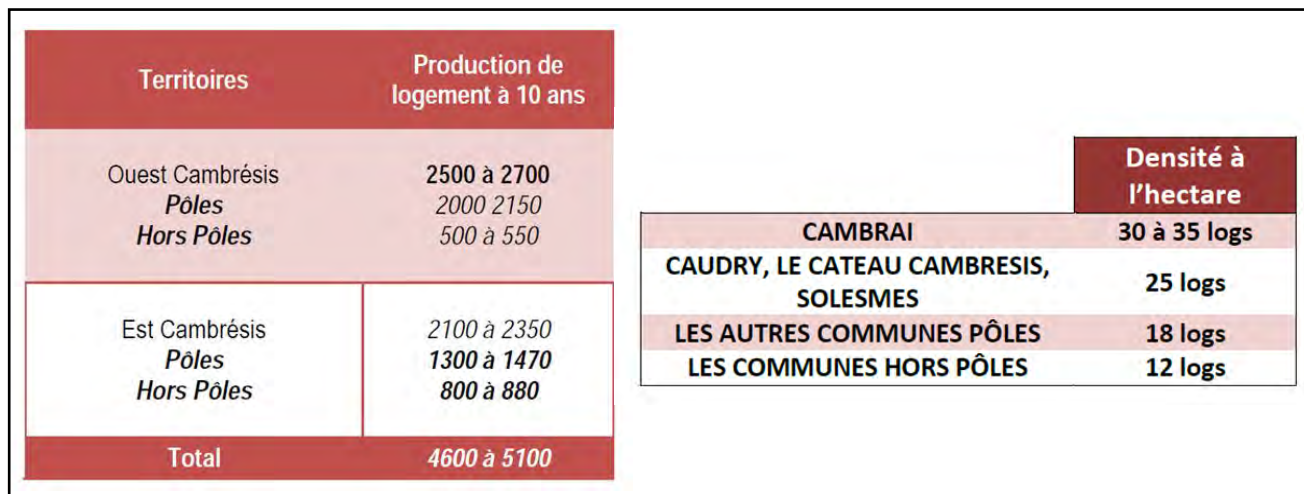 Territoires Production de
logement à 10 ans
Ouest Cambrésis 2500 à 2700
Pôles 2000 2150
Hors Pôles 500 à 550
Est Cambrésis 2100 à 2350
Pôles 1300 à 1470
Hors Pôles 800 à 880
Total 4600 à 5100
Densité à
l'hectare
CAMBRAI 30 à 35 logs
CAUDRY, LE CATEAU CAMBRESIS,
SOLESMES 25 logs
LES AUTRES COMMUNES PÔLES 18 logs
LES COMMUNES HORS PÔLES 12 logs